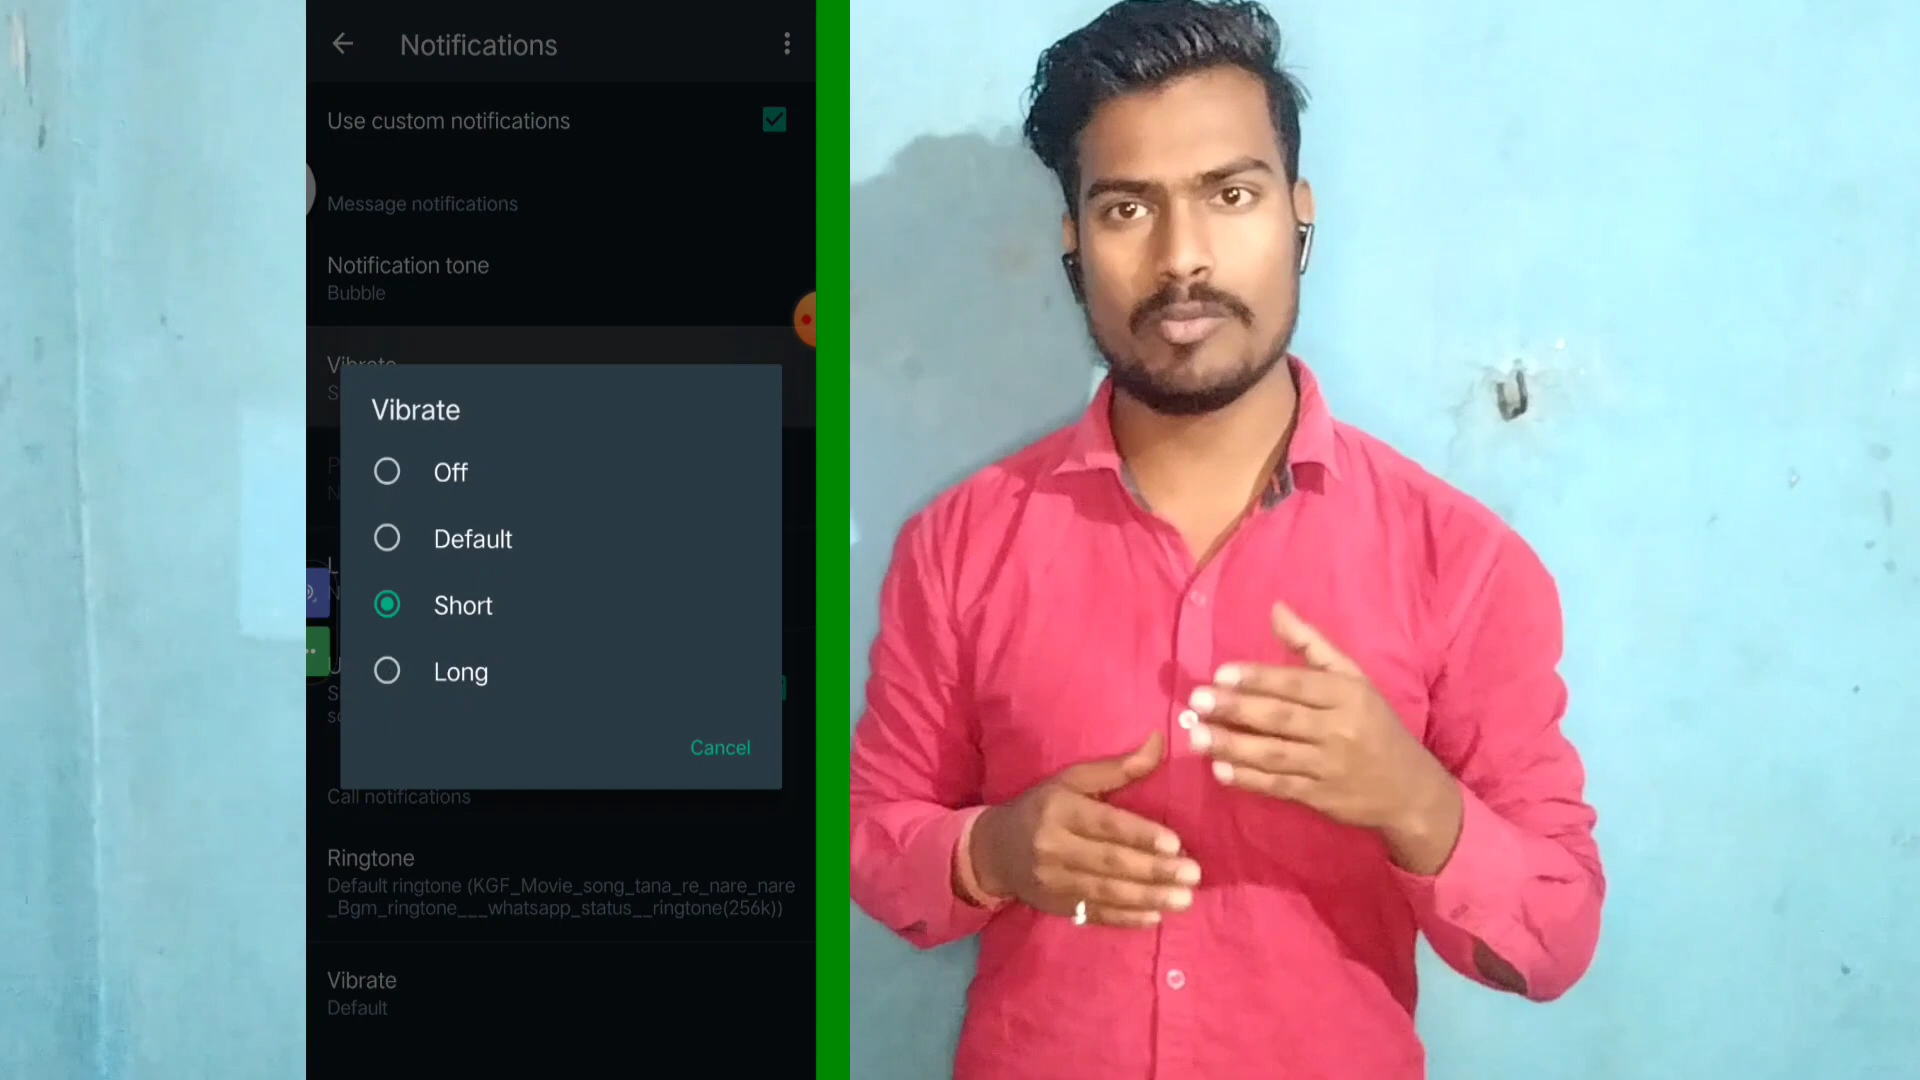 Notifications
Use custom notifications
Message notifications
Notification tone
Bubble
Vibrate
Vibrate
Off
Default
Short
Long
Cancel
Call notifications
Ringtone
Default ringtone (KGF_Movie_song_tana_re_nare_nare
_Bgm_ringtone___whatsapp_status__ringtone(256k))
Vibrate
Default